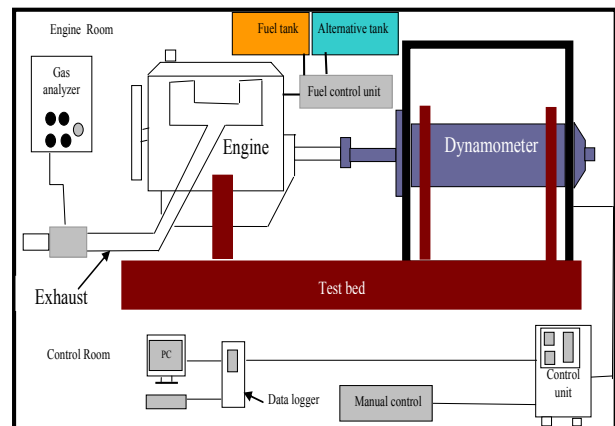 Engine Room
Fuel tank
Alternative tank
Gas
analyzer
Fuel control unit
Engine
Dynamometer
Exhaust
Test bed
Control Room
PC
Data logger
Manual control
Control
unit